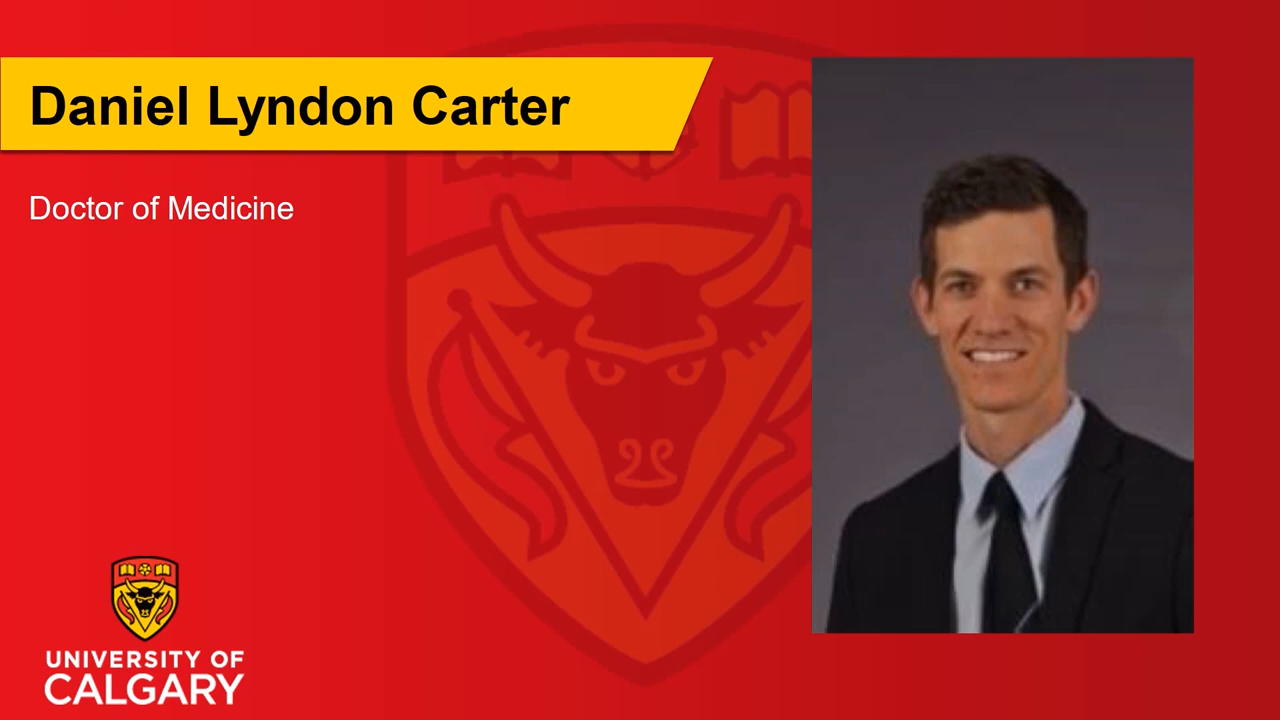 Daniel Lyndon Carter
Doctor of Medicine
UNIVERSITY OF
CALGARY